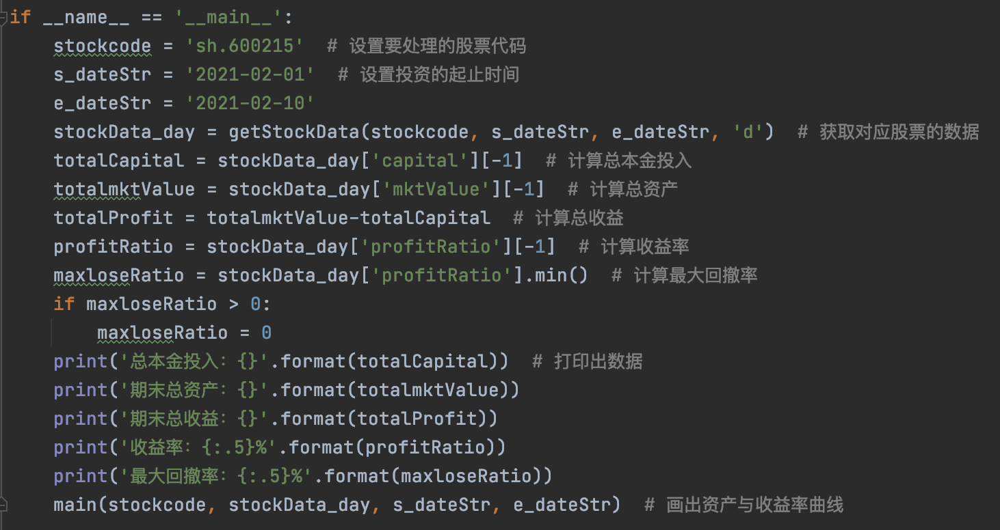 if __name__ == '__main__':
    stockcode = 'sh.600215'  # 设置要处理的股票代码
    s_dateStr = '2021-02-01'  # 设置投资的起止时间
    e_dateStr = '2021-02-10'
    stockData_day = getStockData(stockcode, s_dateStr, e_dateStr, 'd')  # 获取对应股票的数据
    totalCapital = stockData_day['capital'][-1]  # 计算总本金投入
    totalmktValue = stockData_day['mktValue'][-1]  # 计算总资产
    totalProfit = totalmktValue-totalCapital  # 计算总收益
    profitRatio = stockData_day['profitRatio'][-1]  # 计算收益率
    maxloseRatio = stockData_day['profitRatio'].min()  # 计算最大回撤率
    if maxloseRatio > 0:
        maxloseRatio = 0
    print('总本金投入：{}'.format(totalCapital))  # 打印出数据
    print('期末总资产：{}'.format(totalmktValue))
    print('期末总收益：{}'.format(totalProfit))
    print('收益率：{:.5}%'.format(profitRatio))
    print('最大回撤率：{:.5}%'.format(maxloseRatio))
    main(stockcode, stockData_day, s_dateStr, e_dateStr)  # 画出资产与收益率曲线